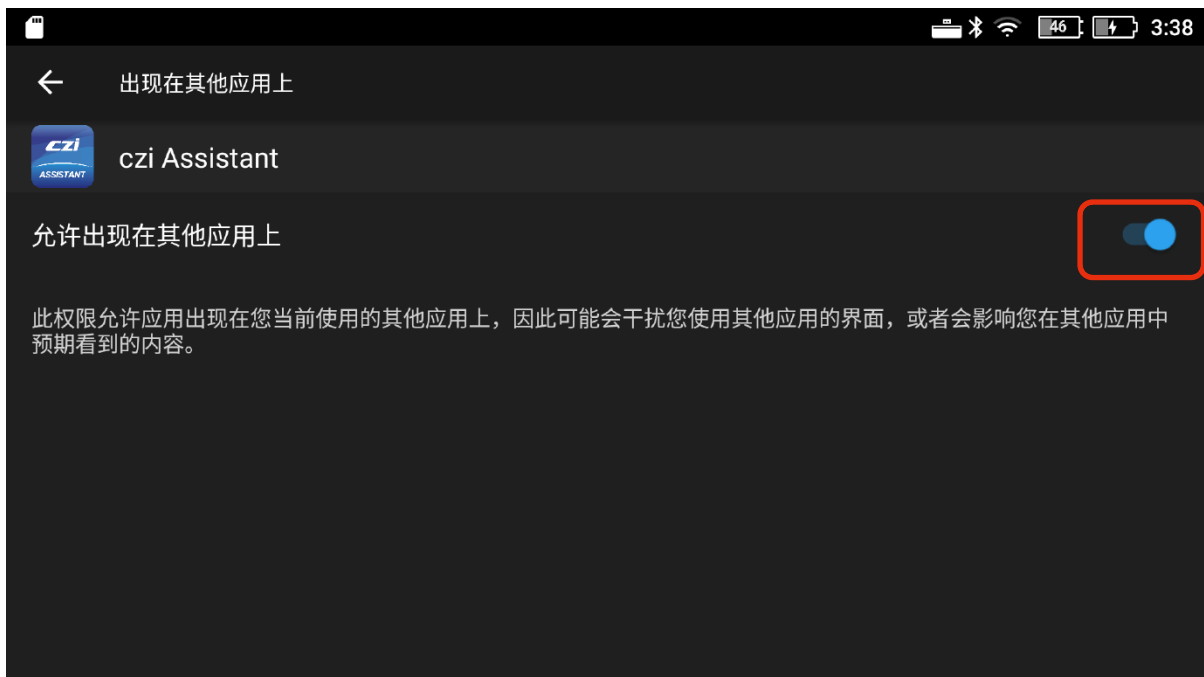 46 3:38
出现在其他应用上
czi
ASSISTANT
czi Assistant
允许出现在其他应用上
此权限允许应用出现在您当前使用的其他应用上，因此可能会干扰您使用其他应用的界面，或者会影响您在其他应用中
预期看到的内容。